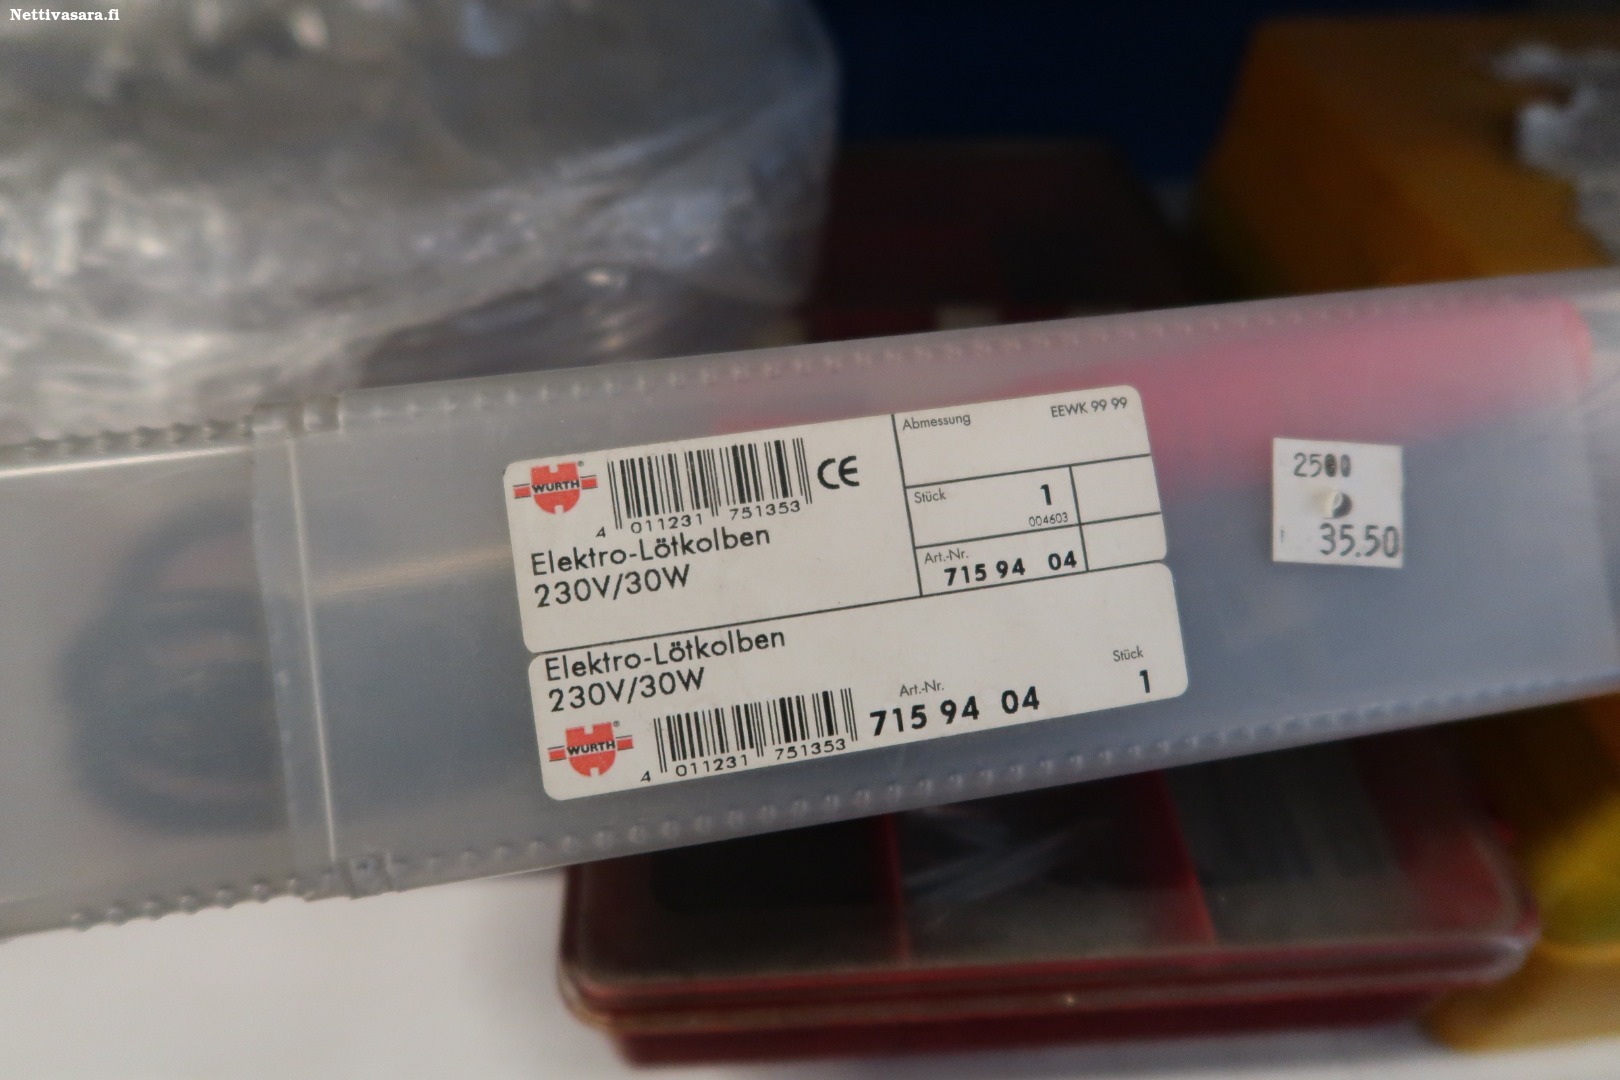 Nettivasara.fi
WÜRTH
4 011231 751353
CE
Elektro-Lötkolben
230V/30W
Abmessung
EEWK 99 99
Stück
1
004603
Art.-Nr.
715 94 04
Elektro-Lötkolben
230V/30W
WÜRTH
4 011231 751353
Art.-Nr.
715 94 04
Stück
1
2500
35.50